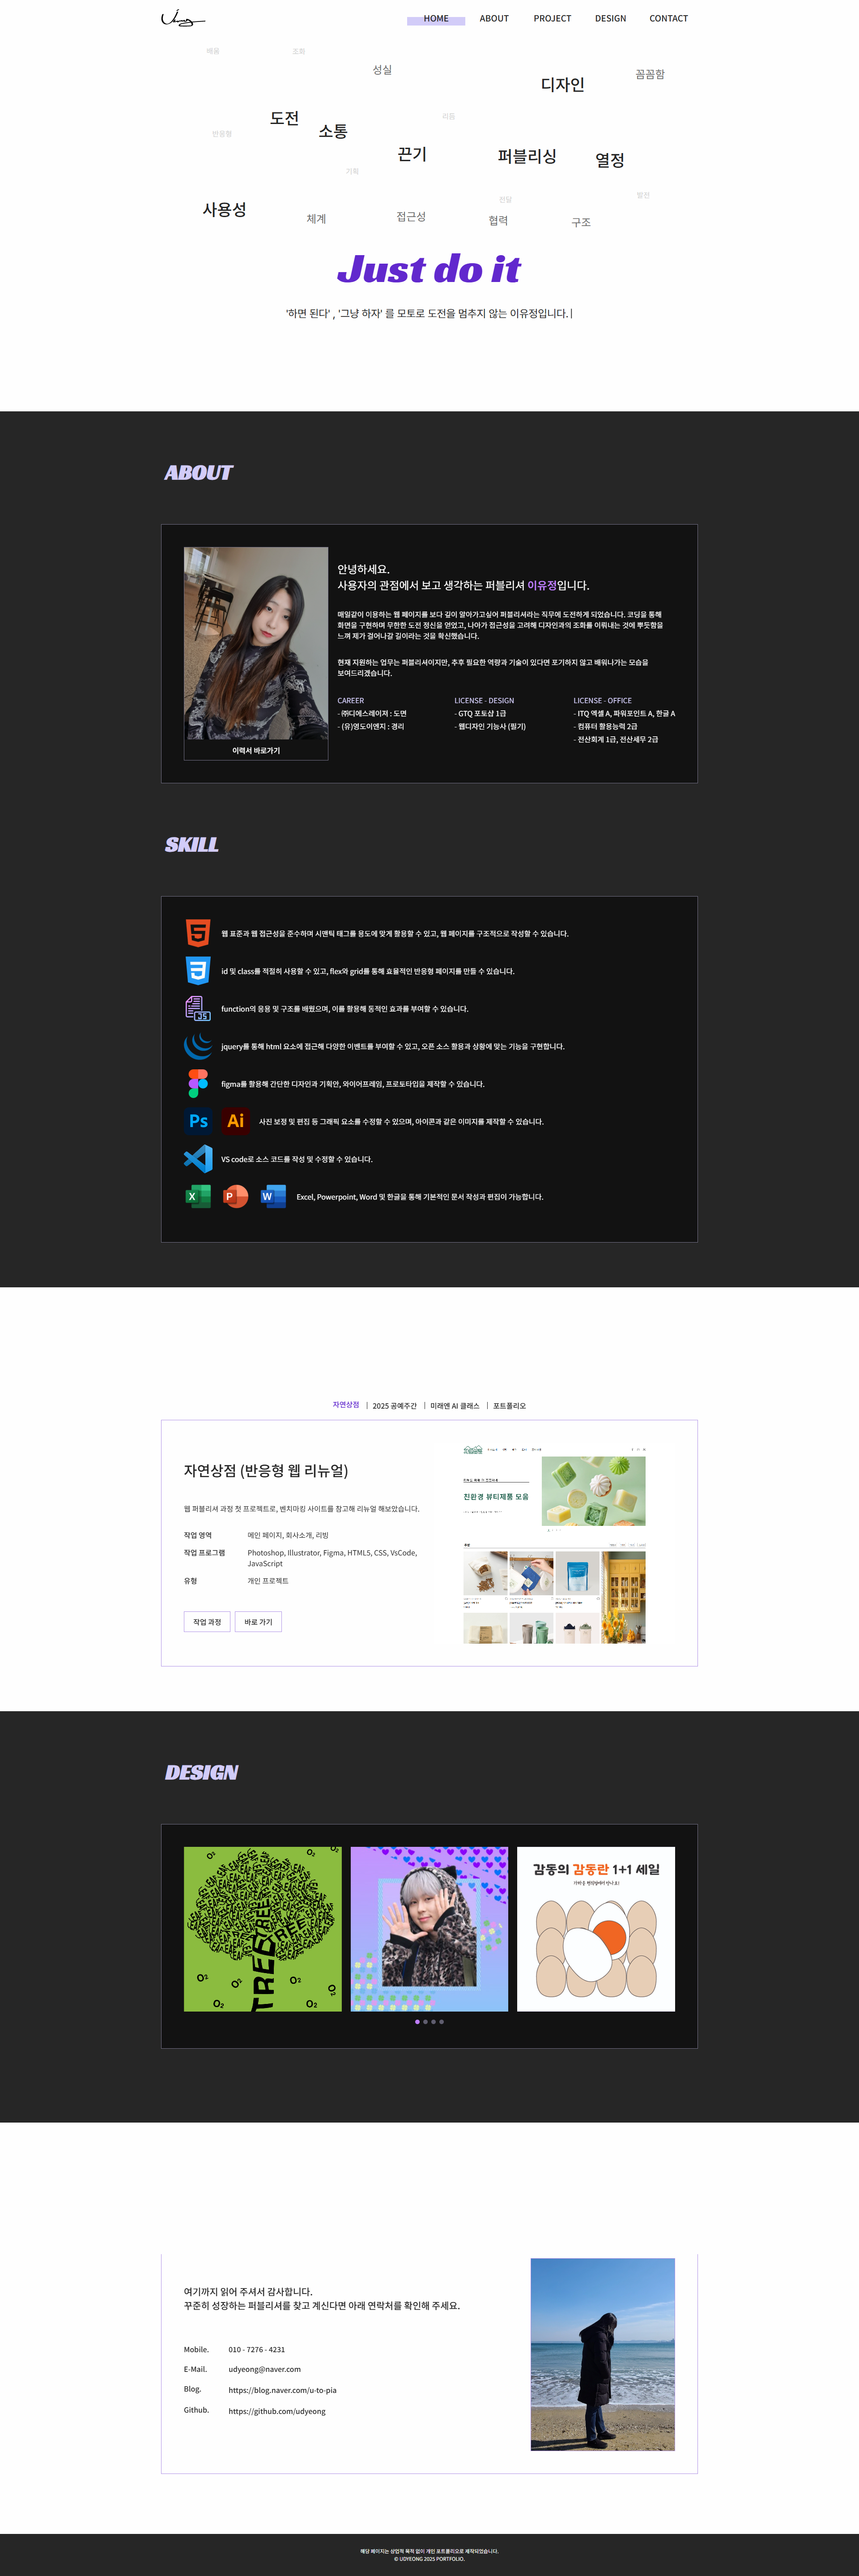 HOME
ABOUT
PROJECT
DESIGN
CONTACT
배움
조화
성실
디자인
꼼꼼함
도전
리듬
소통
반응형
끈기
퍼블리싱
열정
기획
발전
전달
사용성
체계
접근성
협력
구조
Just do it
'하면 된다' , '그냥 하자' 를 모토로 도전을 멈추지 않는 이유정입니다.|
ABOUT
안녕하세요.
사용자의 관점에서 보고 생각하는 퍼블리셔 이유정입니다.
매일같이 이용하는 웹 페이지를 보다 깊이 알아가고싶어 퍼블리셔라는 직무에 도전하게 되었습니다. 코딩을 통해
화면을 구현하며 무한한 도전 정신을 얻었고, 나아가 접근성을 고려해 디자인과의 조화를 이뤄내는 것에 뿌듯함을
느껴 제가 걸어나갈 길이라는 것을 확신했습니다.
현재 지원하는 업무는 퍼블리셔이지만, 추후 필요한 역량과 기술이 있다면 포기하지 않고 배워나가는 모습을
보여드리겠습니다.
CAREER
- ㈜디에스레이저 : 도면
- (유)영도이엔지 : 경리
LICENSE - DESIGN
- GTQ 포토샵 1급
- 웹디자인 기능사 (필기)
LICENSE - OFFICE
- ITQ 엑셀 A, 파워포인트 A, 한글 A
- 컴퓨터 활용능력 2급
- 전산회계 1급, 전산세무 2급
이력서 바로가기
SKILL
웹 표준과 웹 접근성을 준수하며 시맨틱 태그를 용도에 맞게 활용할 수 있고, 웹 페이지를 구조적으로 작성할 수 있습니다.
id 및 class를 적절히 사용할 수 있고, flex와 grid를 통해 효율적인 반응형 페이지를 만들 수 있습니다.
JS
function의 응용 및 구조를 배웠으며, 이를 활용해 동적인 효과를 부여할 수 있습니다.
jquery를 통해 html 요소에 접근해 다양한 이벤트를 부여할 수 있고, 오픈 소스 활용과 상황에 맞는 기능을 구현합니다.
figma를 활용해 간단한 디자인과 기획안, 와이어프레임, 프로토타입을 제작할 수 있습니다.
Ps
Ai
사진 보정 및 편집 등 그래픽 요소를 수정할 수 있으며, 아이콘과 같은 이미지를 제작할 수 있습니다.
VS code로 소스 코드를 작성 및 수정할 수 있습니다.
X
P
W
Excel, Powerpoint, Word 및 한글을 통해 기본적인 문서 작성과 편집이 가능합니다.
자연상점 | 2025 공예주간 | 미래엔 AI 클래스 | 포트폴리오
자연상점 (반응형 웹 리뉴얼)
웹 퍼블리셔 과정 첫 프로젝트로, 벤치마킹 사이트를 참고해 리뉴얼 해보았습니다.
작업 영역
메인 페이지, 회사소개, 리빙
작업 프로그램
Photoshop, Illustrator, Figma, HTML5, CSS, VsCode,
JavaScript
유형
개인 프로젝트
작업 과정
바로 가기
친환경 뷰티제품 모음
DESIGN
TREE
O2
O2
O2
O2
O2
O2
감동의 감동란 1+1 세일
여기까지 읽어 주셔서 감사합니다.
꾸준히 성장하는 퍼블리셔를 찾고 계신다면 아래 연락처를 확인해 주세요.
Mobile.
010 - 7276 - 4231
E-Mail.
udyeong@naver.com
Blog.
https://blog.naver.com/u-to-pia
Github.
https://github.com/udyeong
해당 페이지는 상업적 목적 없이 개인 포트폴리오로 제작되었습니다.
© UDYEONG 2025 PORTFOLIO.